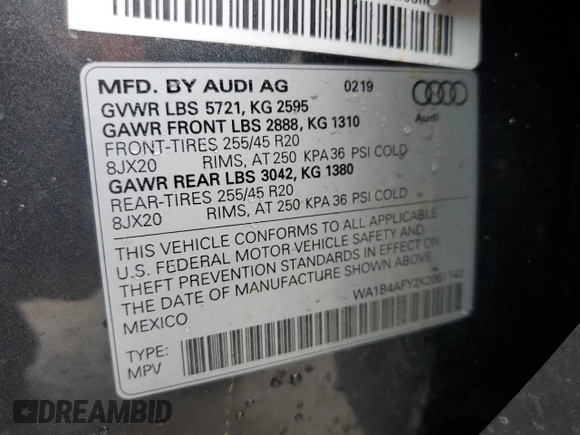 MFD. BY AUDI AG 0219
GVWR LBS 5721, KG 2595
GAWR FRONT LBS 2888, KG 1310
FRONT-TIRES 255/45 R20
8JX20 RIMS, AT 250 KPA 36 PSI COLD
GAWR REAR LBS 3042, KG 1380
REAR-TIRES 255/45 R20
8JX20 RIMS, AT 250 KPA 36 PSI COLD
Audi
THIS VEHICLE CONFORMS TO ALL APPLICABLE
U.S. FEDERAL MOTOR-VEHICLE SAFETY AND
THEFT PREVENTION STANDARDS IN EFFECT ON
THE DATE OF MANUFACTURE SHOWN ABOVE.
MEXICO
WA1B4AFY2K2061142
TYPE:
MPV
DREAMBID